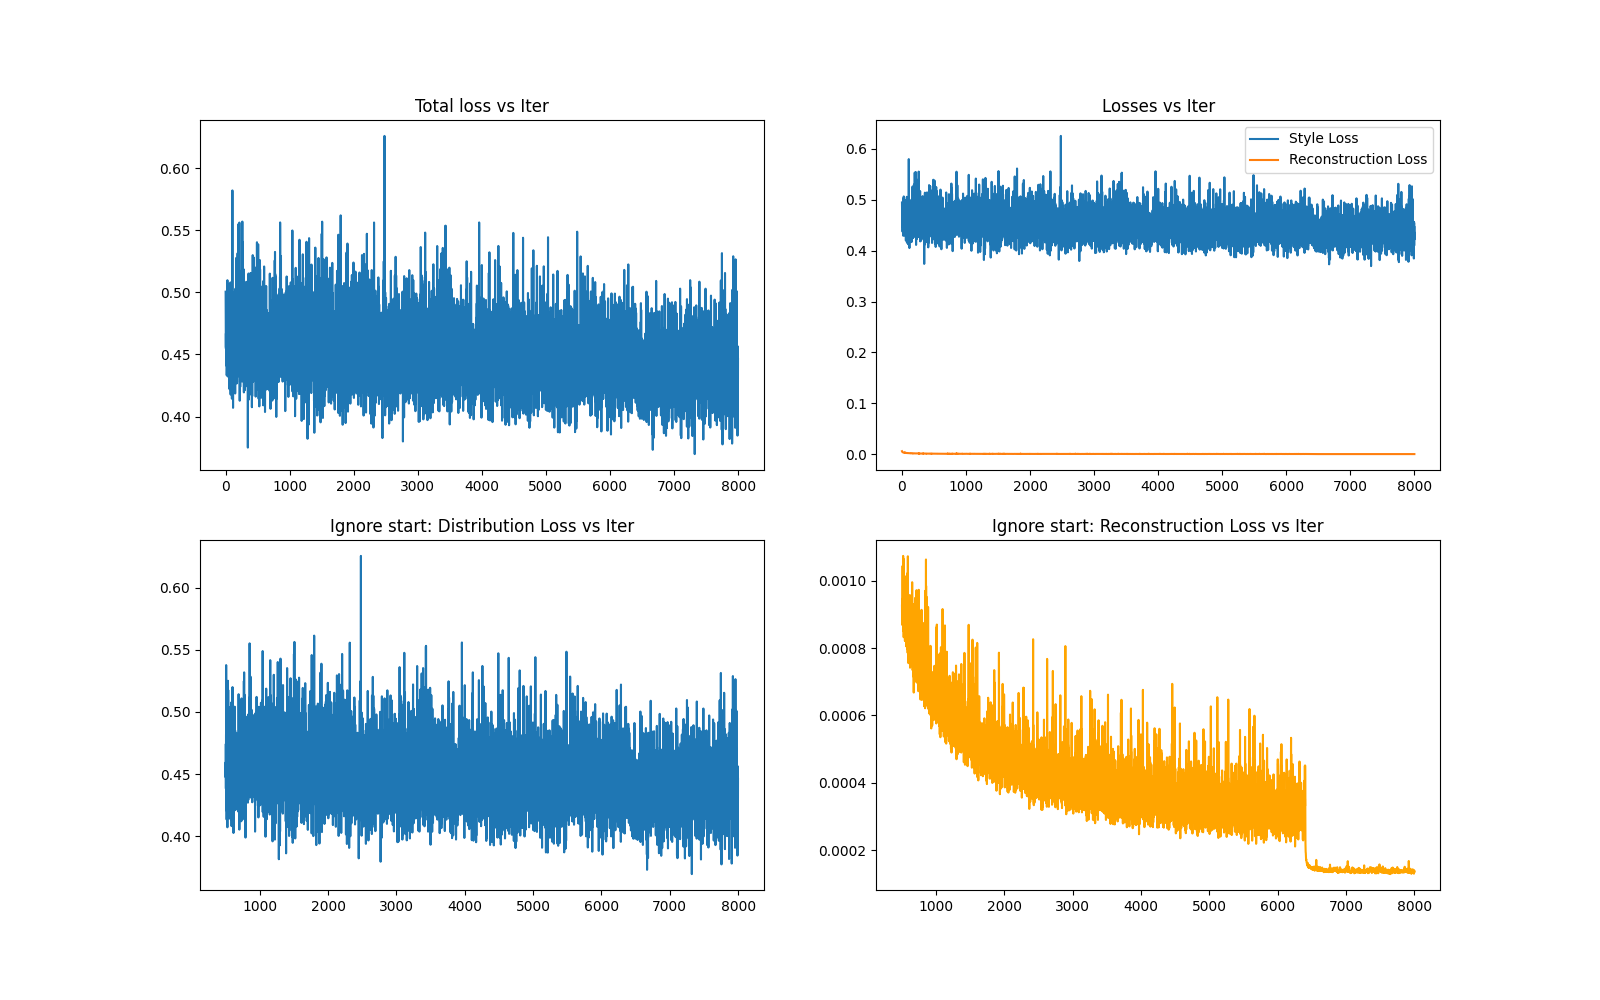 Total loss vs Iter
0.60
0.55
0.50
0.45
0.40
0 1000 2000 3000 4000 5000 6000 7000 8000
Losses vs Iter
Style Loss
Reconstruction Loss
0.6
0.5
0.4
0.3
0.2
0.1
0.0
0 1000 2000 3000 4000 5000 6000 7000 8000
Ignore start: Distribution Loss vs Iter
0.60
0.55
0.50
0.45
0.40
1000 2000 3000 4000 5000 6000 7000 8000
Ignore start: Reconstruction Loss vs Iter
0.0010
0.0008
0.0006
0.0004
0.0002
1000 2000 3000 4000 5000 6000 7000 8000